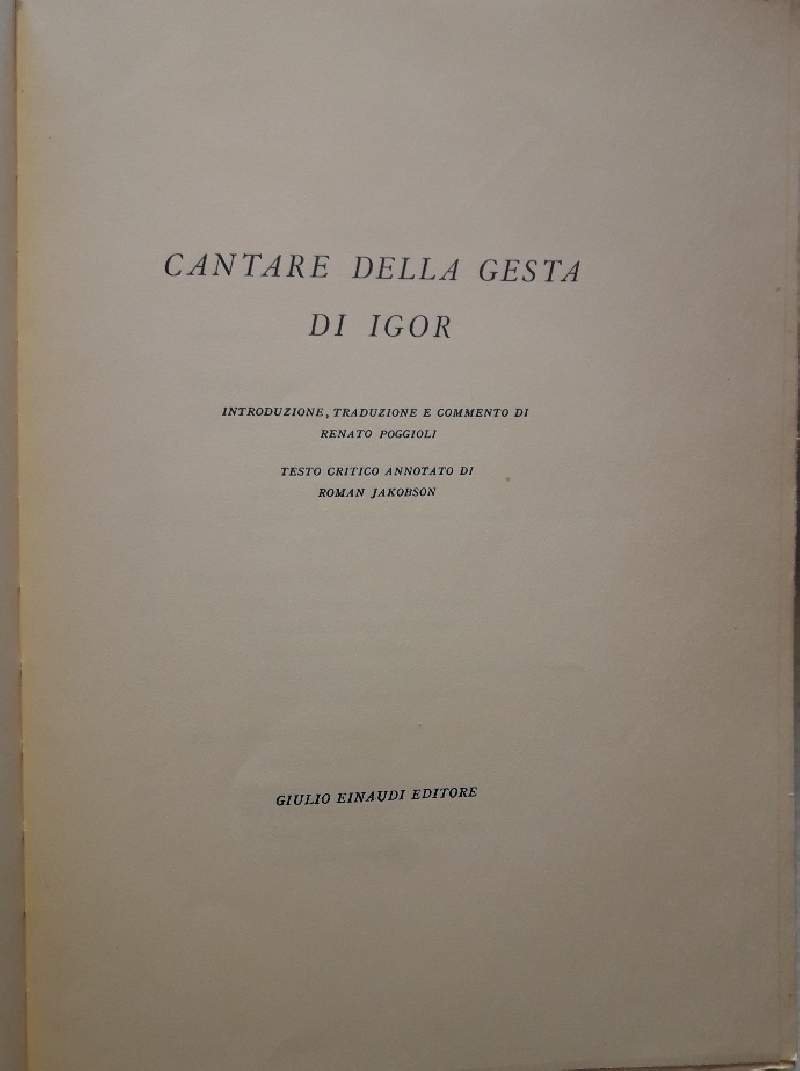 CANTARE DELLA GESTA
DI IGOR
INTRODUZIONE, TRADUZIONE E COMMENTO DI
RENATO POGGIOLI
TESTO CRITICO ANNOTATO DI
ROMAN JAKOBSON
GIULIO EINAUDI EDITORE